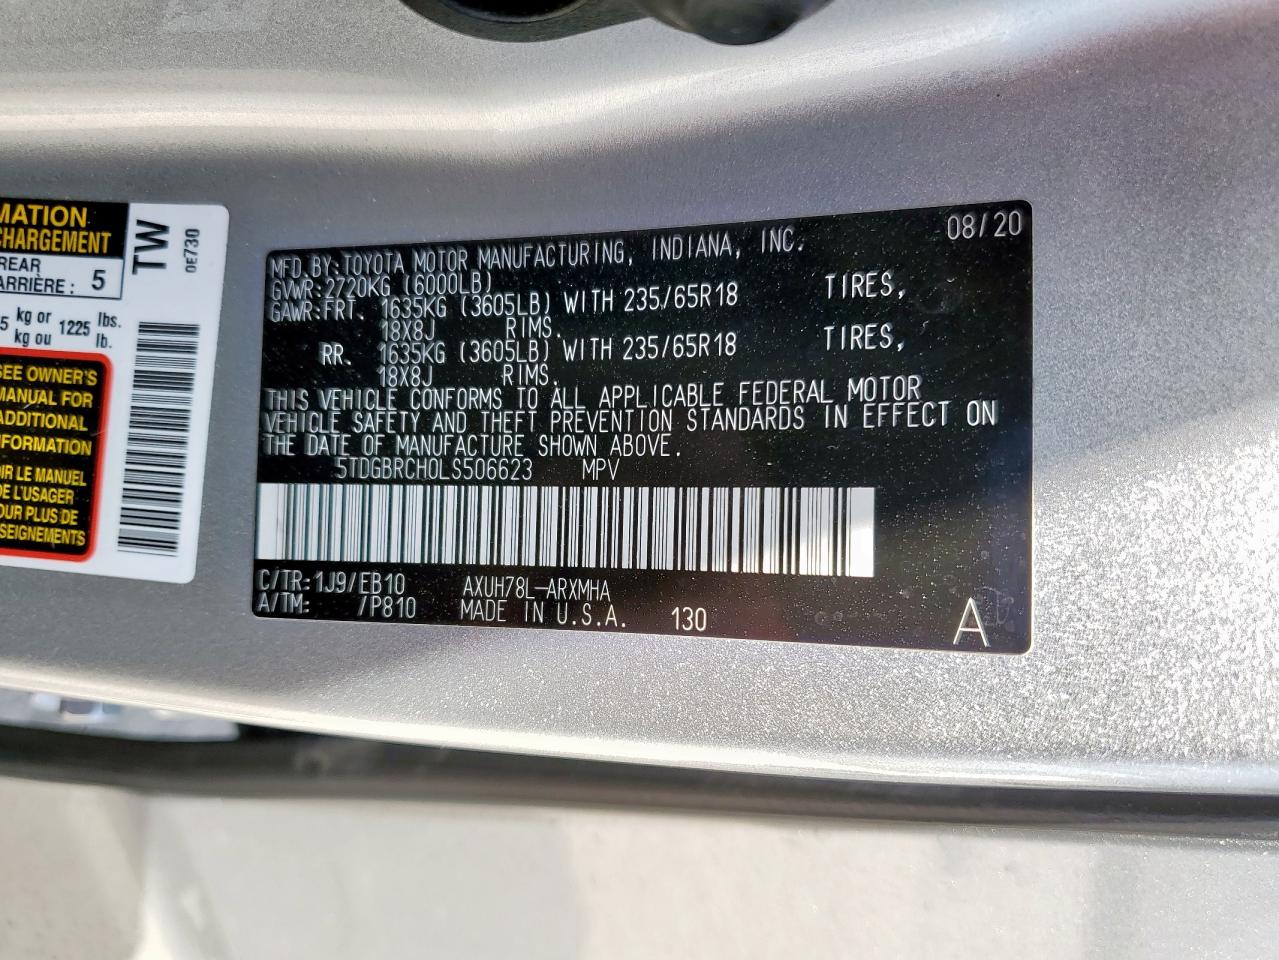 MATION
CHARGEMENT
REAR
ARRIÈRE : 5
5 kg or 1225 lbs.
kg ou lb.
SEE OWNER'S
MANUAL FOR
ADDITIONAL
INFORMATION
IR LE MANUEL
DE L'USAGER
OUR PLUS DE
SEIGNEMENTS
TW
0E730
08/20
MFD.BY:TOYOTA MOTOR MANUFACTURING, INDIANA, INC.
GVWR:2720KG (6000LB)
GAWR:FRT. 1635KG (3605LB) WITH 235/65R18 TIRES,
18X8J RIMS.
RR. 1635KG (3605LB) WITH 235/65R18 TIRES,
18X8J RIMS.
THIS VEHICLE CONFORMS TO ALL APPLICABLE FEDERAL MOTOR
VEHICLE SAFETY AND THEFT PREVENTION STANDARDS IN EFFECT ON
THE DATE OF MANUFACTURE SHOWN ABOVE.
5TDGBRCH0LS506623 MPV
C/TR:1J9/EB10 AXUH78L-ARXMHA
A/TM: /P810 MADE IN U.S.A. 130
A